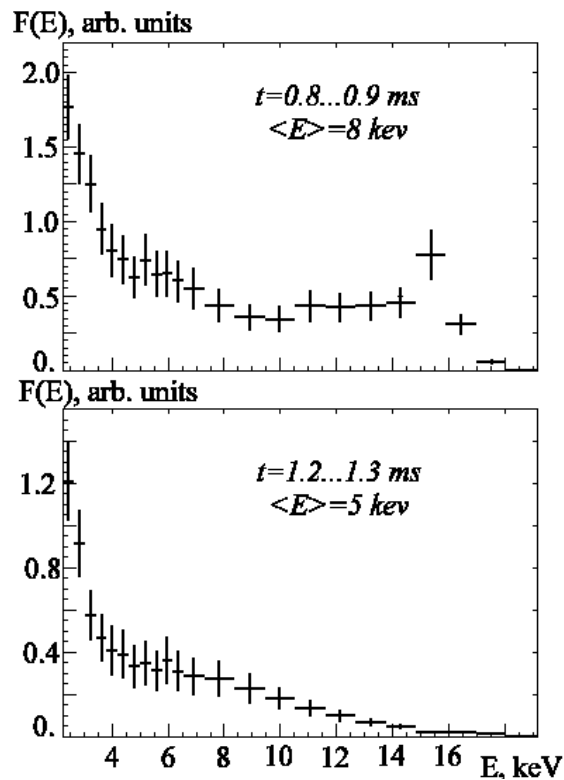 F(E), arb. units
2.0
t=0.8...0.9 ms
<E>=8 kev
1.5
1.0
0.5
0.
F(E), arb. units
t=1.2...1.3 ms
1.2
<E>=5 kev
0.8
0.4
0.
4 6 8 10 12 14 16 E, keV